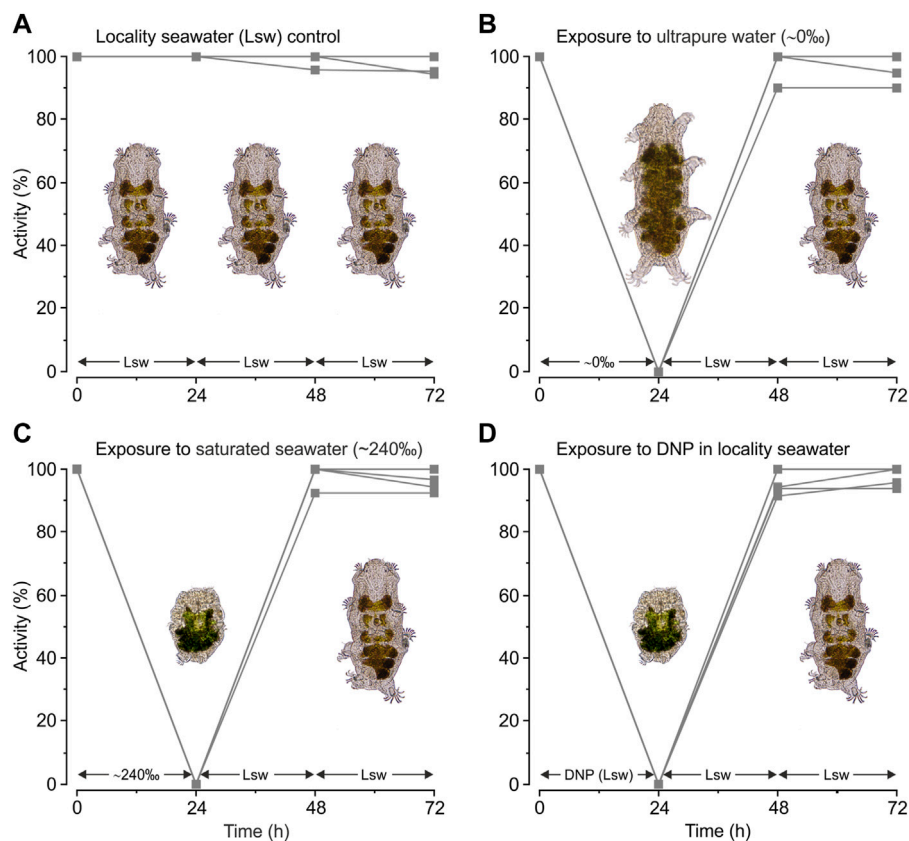 A
Locality seawater (Lsw) control
Activity (%)
100
80
60
40
20
0
Lsw
Lsw
Lsw
0
24
48
72
B
Exposure to ultrapure water (~0‰)
100
80
60
40
20
0
~0‰
Lsw
Lsw
0
24
48
72
C
Exposure to saturated seawater (~240‰)
Activity (%)
100
80
60
40
20
0
~240‰
Lsw
Lsw
0
24
48
72
Time (h)
D
Exposure to DNP in locality seawater
100
80
60
40
20
0
DNP (Lsw)
Lsw
Lsw
0
24
48
72
Time (h)